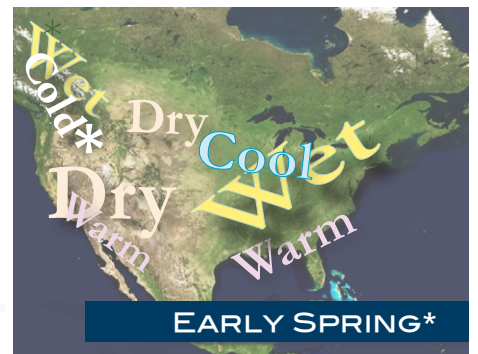 Wet
Cold*
Dry
Cool
Wet
Dry
Warm
Warm
EARLY SPRING*